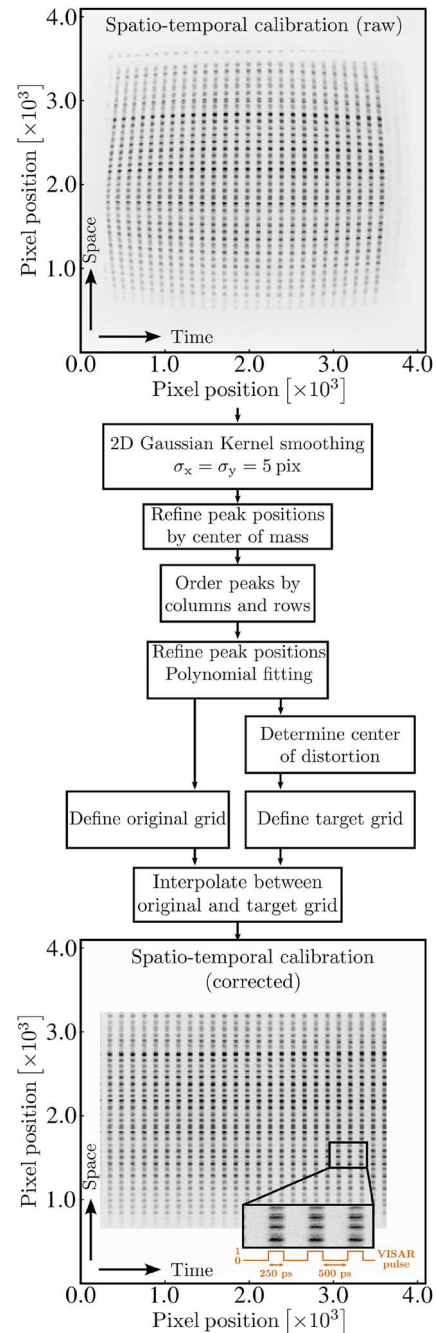 Spatio-temporal calibration (raw)
4.0
3.0
2.0
1.0
Pixel position [×10³]
Space
Time
0.0 1.0 2.0 3.0 4.0
Pixel position [×10³]
2D Gaussian Kernel smoothing
σx = σy = 5 pix
Refine peak positions
by center of mass
Order peaks by
columns and rows
Refine peak positions
Polynomial fitting
Determine center
of distortion
Define original grid
Define target grid
Interpolate between
original and target grid
Spatio-temporal calibration
(corrected)
4.0
3.0
2.0
1.0
Pixel position [×10³]
Space
Time
1
0
VISAR
pulse
250 ps
500 ps
0.0 1.0 2.0 3.0 4.0
Pixel position [×10³]